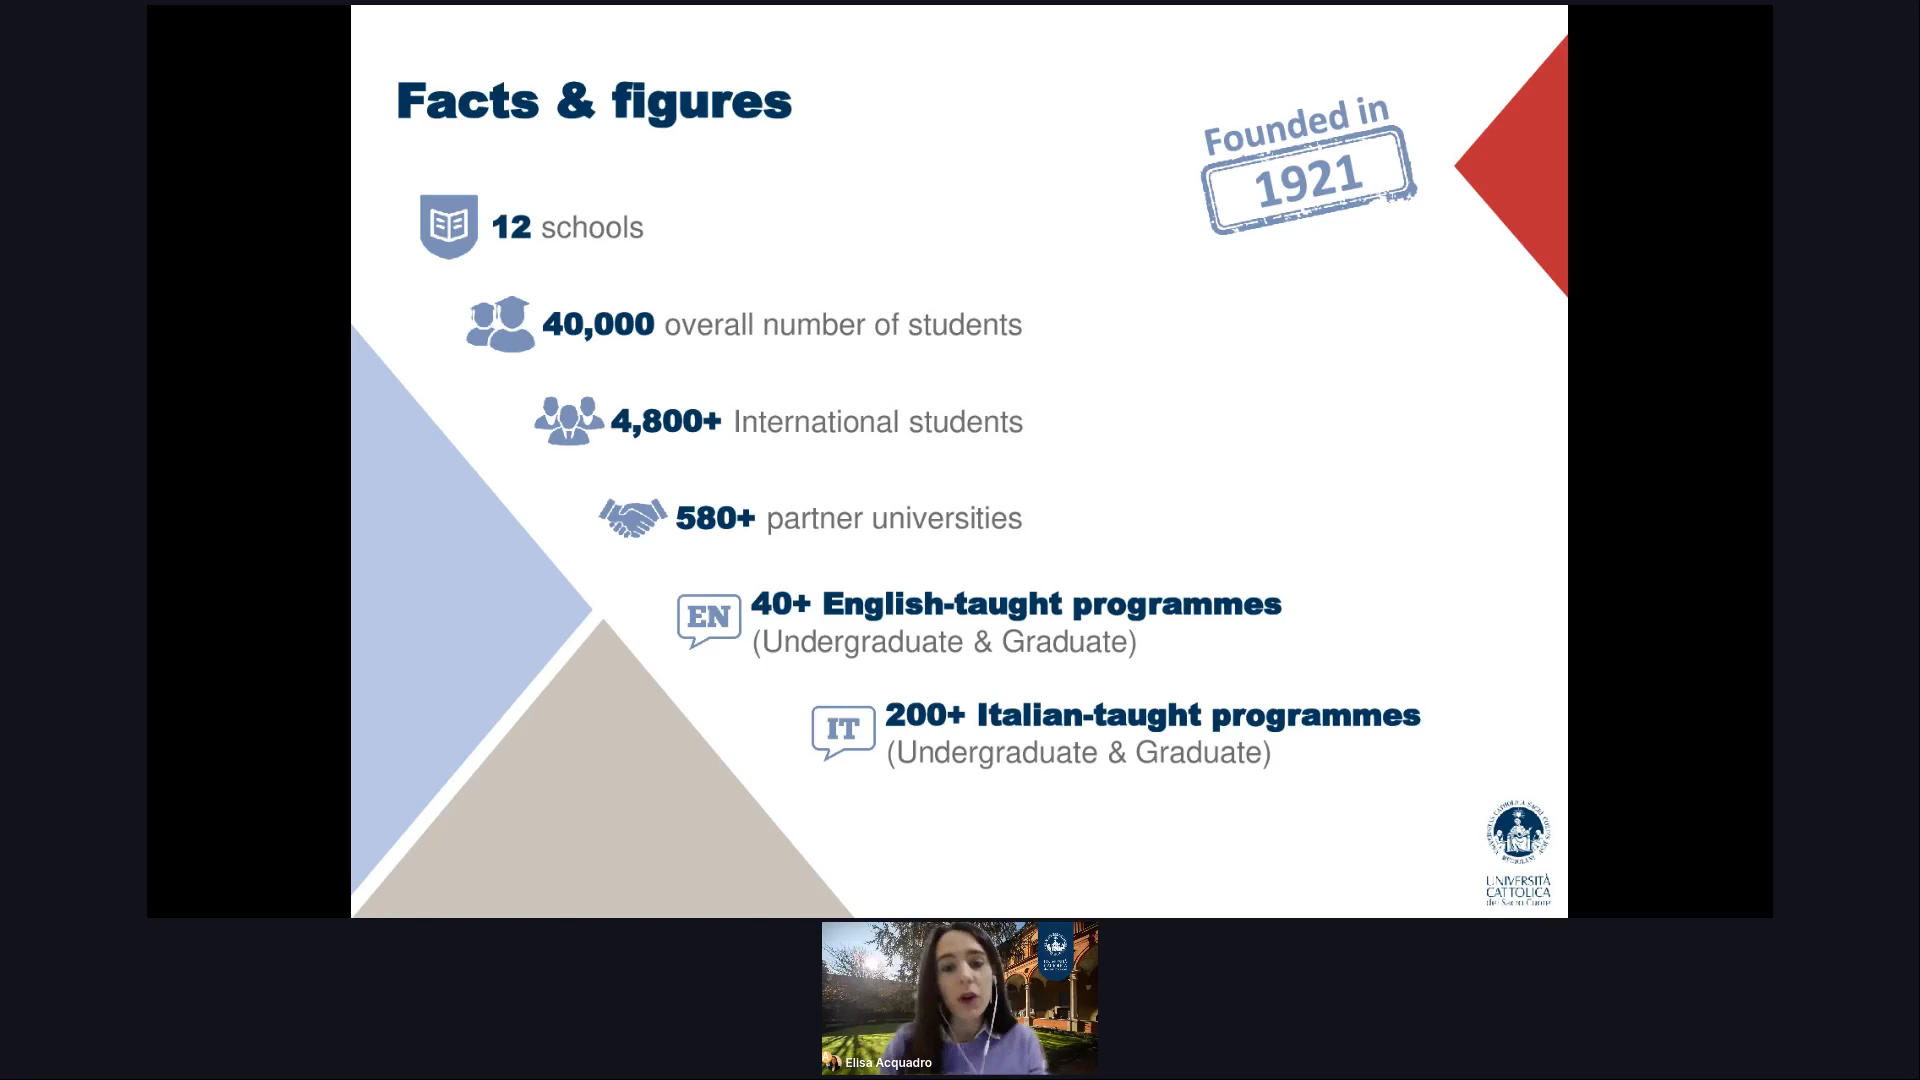 Facts & figures
Founded in
1921
12 schools
40,000 overall number of students
4,800+ International students
580+ partner universities
EN
40+ English-taught programmes
(Undergraduate & Graduate)
IT
200+ Italian-taught programmes
(Undergraduate & Graduate)
UNIVERSITÀ
CATTOLICA
del Sacro Cuore
Elisa Acquadro